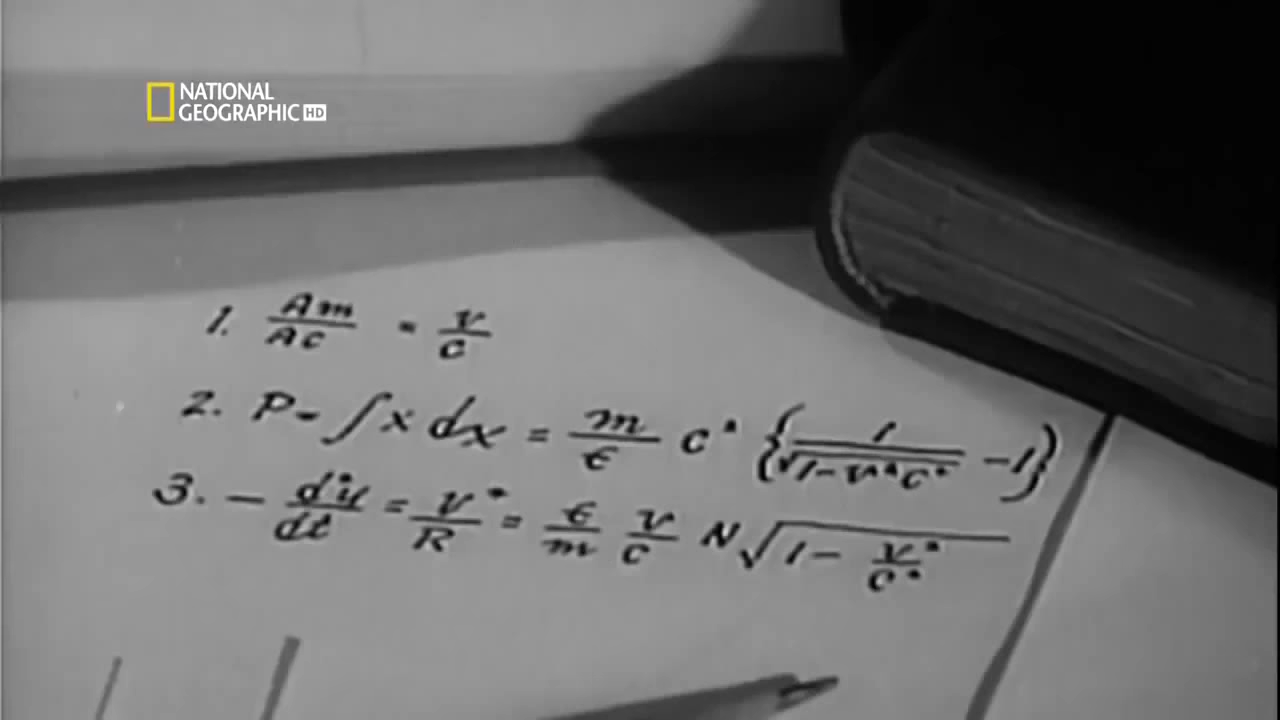 NATIONAL
GEOGRAPHIC HD
1. Am/Ac = v/c
2. P = ∫x dx = m/ε c² {1/√1-v²/c² -1}
3. - d²y/dt = v²/R = ε/m v/c N√1 - v²/c²